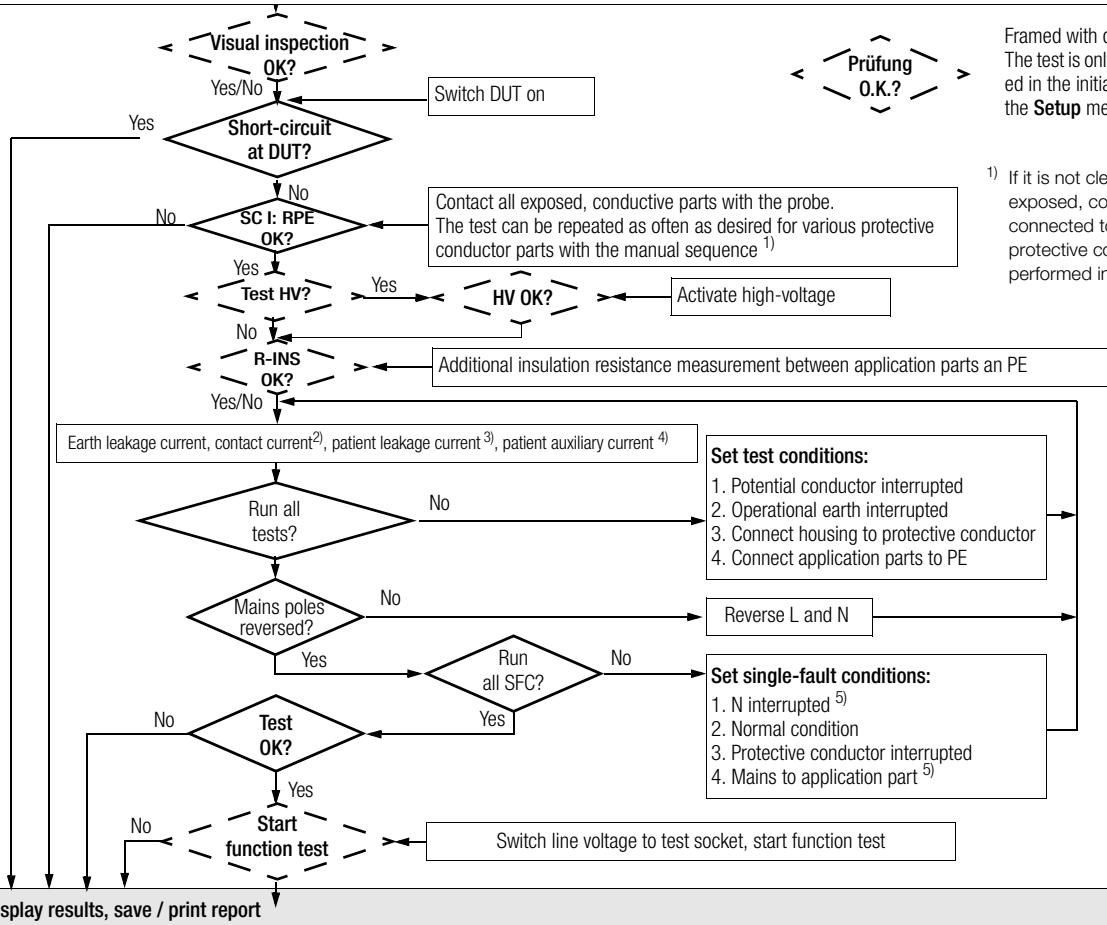 Visual inspection
OK?
Yes/No
Switch DUT on
Yes
Short-circuit
at DUT?
No
No
SC I: RPE
OK?
Contact all exposed, conductive parts with the probe.
The test can be repeated as often as desired for various protective
conductor parts with the manual sequence 1)
Yes
Test HV?
Yes
HV OK?
Activate high-voltage
No
R-INS
OK?
Additional insulation resistance measurement between application parts an PE
Yes/No
Earth leakage current, contact current2), patient leakage current 3), patient auxiliary current 4)
Run all
tests?
No
Set test conditions:
1. Potential conductor interrupted
2. Operational earth interrupted
3. Connect housing to protective conductor
4. Connect application parts to PE
Mains poles
reversed?
No
Reverse L and N
Yes
Run
all SFC?
No
Set single-fault conditions:
1. N interrupted 5)
2. Normal condition
3. Protective conductor interrupted
4. Mains to application part 5)
Yes
No
Test
OK?
Yes
No
Start
function test
Switch line voltage to test socket, start function test
splay results, save / print report
Prüfung
O.K.?
Framed with
The test is onl
ed in the initia
the Setup me
1) If it is not cle
exposed, co
connected to
protective co
performed in